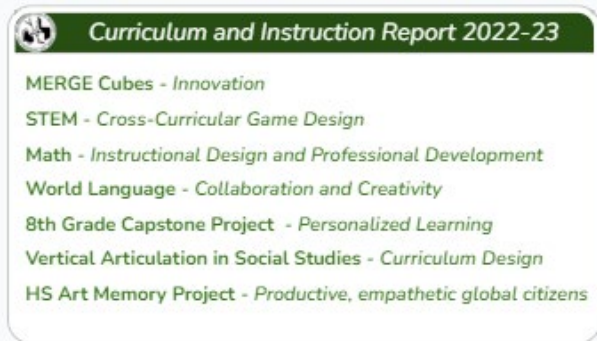 Curriculum and Instruction Report 2022-23
MERGE Cubes - Innovation
STEM - Cross-Curricular Game Design
Math - Instructional Design and Professional Development
World Language - Collaboration and Creativity
8th Grade Capstone Project - Personalized Learning
Vertical Articulation in Social Studies - Curriculum Design
HS Art Memory Project - Productive, empathetic global citizens